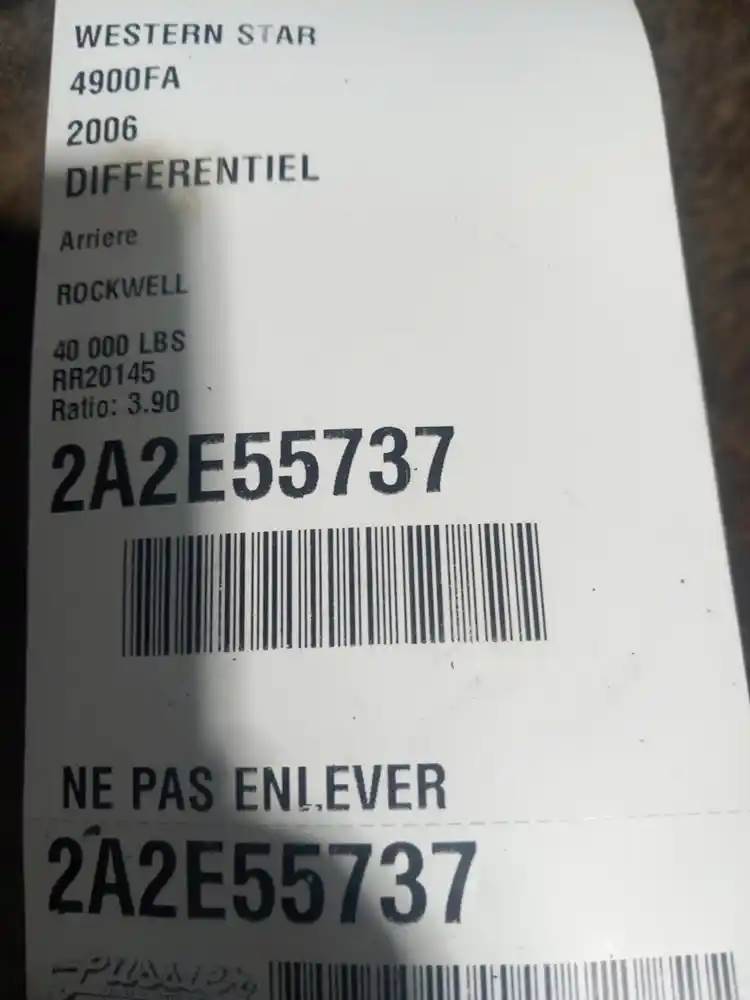 WESTERN STAR
4900FA
2006
DIFFERENTIEL
Arriere
ROCKWELL
40 000 LBS
RR20145
Ratio: 3.90
2A2E55737
NE PAS ENLEVER
2A2E55737